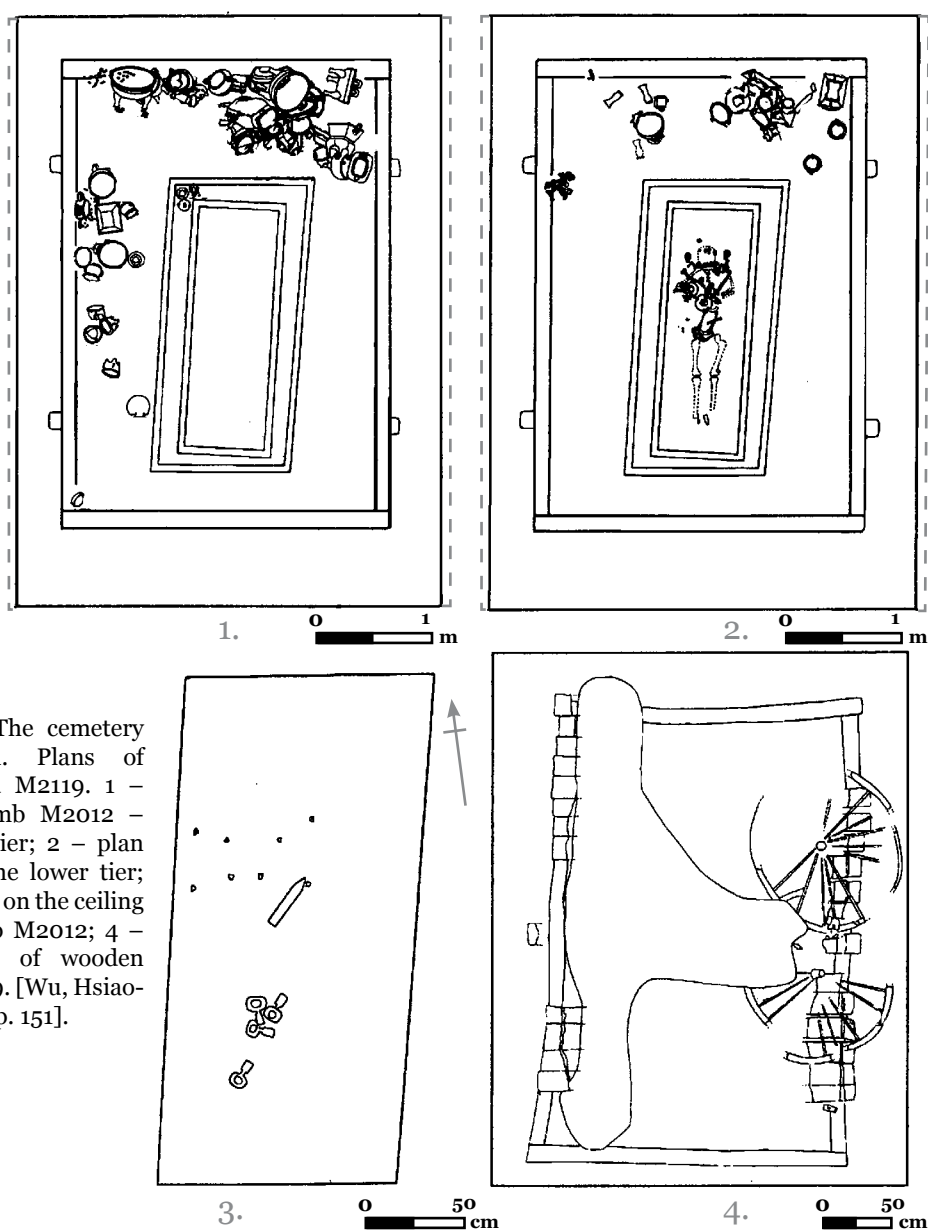 0 1
1. m
0 1
2. m
The cemetery
Plans of
M2119. 1 –
mb M2012 –
ier; 2 – plan
he lower tier;
on the ceiling
M2012; 4 –
of wooden
[Wu, Hsiao-
p. 151].
0 50
3. cm
0 50
4. cm